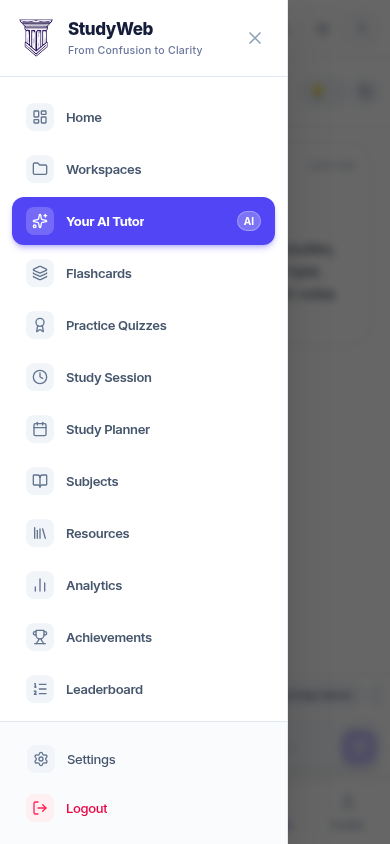 StudyWeb
From Confusion to Clarity
Home
Workspaces
Your AI Tutor AI
Flashcards
Practice Quizzes
Study Session
Study Planner
Subjects
Resources
Analytics
Achievements
Leaderboard
Settings
Logout